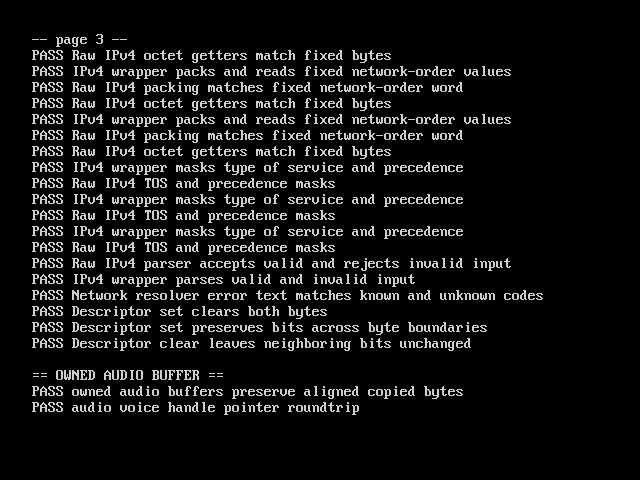 -- page 3 --
PASS Raw IPv4 octet getters match fixed bytes
PASS IPv4 wrapper packs and reads fixed network-order values
PASS Raw IPv4 packing matches fixed network-order word
PASS Raw IPv4 octet getters match fixed bytes
PASS IPv4 wrapper packs and reads fixed network-order values
PASS Raw IPv4 packing matches fixed network-order word
PASS Raw IPv4 octet getters match fixed bytes
PASS IPv4 wrapper masks type of service and precedence
PASS Raw IPv4 TOS and precedence masks
PASS IPv4 wrapper masks type of service and precedence
PASS Raw IPv4 TOS and precedence masks
PASS IPv4 wrapper masks type of service and precedence
PASS Raw IPv4 TOS and precedence masks
PASS Raw IPv4 parser accepts valid and rejects invalid input
PASS IPv4 wrapper parses valid and invalid input
PASS Network resolver error text matches known and unknown codes
PASS Descriptor set clears both bytes
PASS Descriptor set preserves bits across byte boundaries
PASS Descriptor clear leaves neighboring bits unchanged
== OWNED AUDIO BUFFER ==
PASS owned audio buffers preserve aligned copied bytes
PASS audio voice handle pointer roundtrip